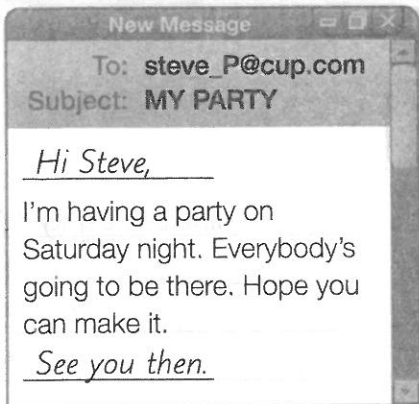 New Message
To: steve_P@cup.com
Subject: MY PARTY
Hi Steve,
I'm having a party on
Saturday night. Everybody's
going to be there. Hope you
can make it.
See you then.